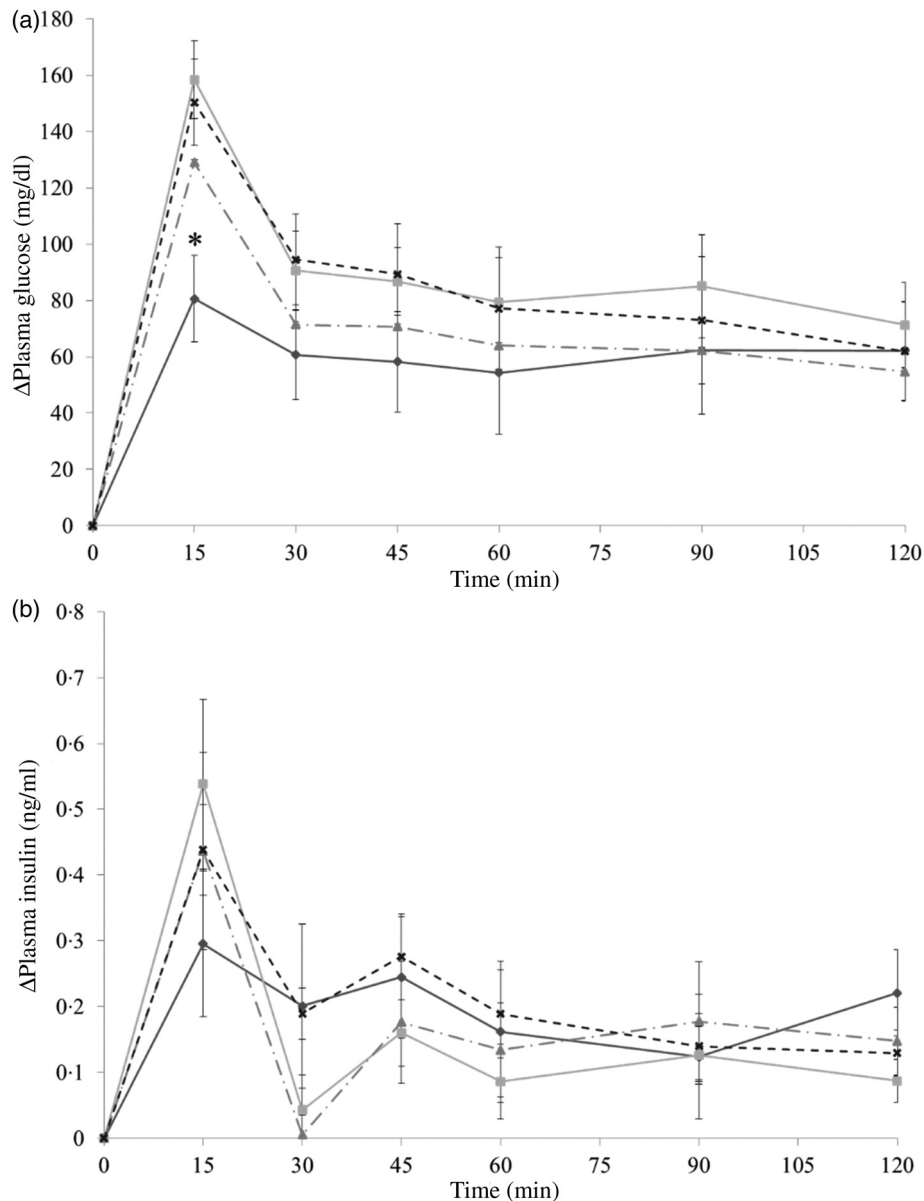 (a)
180
160
140
120
100
80
60
40
20
0
ΔPlasma glucose (mg/dl)
*
0 15 30 45 60 75 90 105 120
Time (min)
(b)
0·8
0·7
0·6
0·5
0·4
0·3
0·2
0·1
0
ΔPlasma insulin (ng/ml)
0 15 30 45 60 75 90 105 120
Time (min)